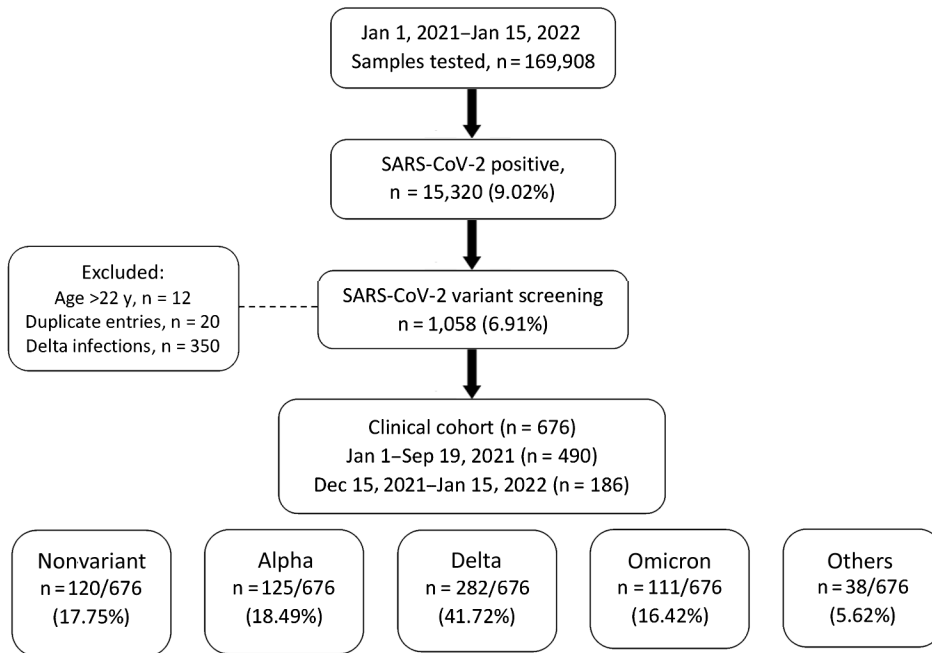 Jan 1, 2021–Jan 15, 2022
Samples tested, n = 169,908
SARS-CoV-2 positive,
n = 15,320 (9.02%)
Excluded:
Age >22 y, n = 12
Duplicate entries, n = 20
Delta infections, n = 350
SARS-CoV-2 variant screening
n = 1,058 (6.91%)
Clinical cohort (n = 676)
Jan 1–Sep 19, 2021 (n = 490)
Dec 15, 2021–Jan 15, 2022 (n = 186)
Nonvariant
n = 120/676
(17.75%)
Alpha
n = 125/676
(18.49%)
Delta
n = 282/676
(41.72%)
Omicron
n = 111/676
(16.42%)
Others
n = 38/676
(5.62%)